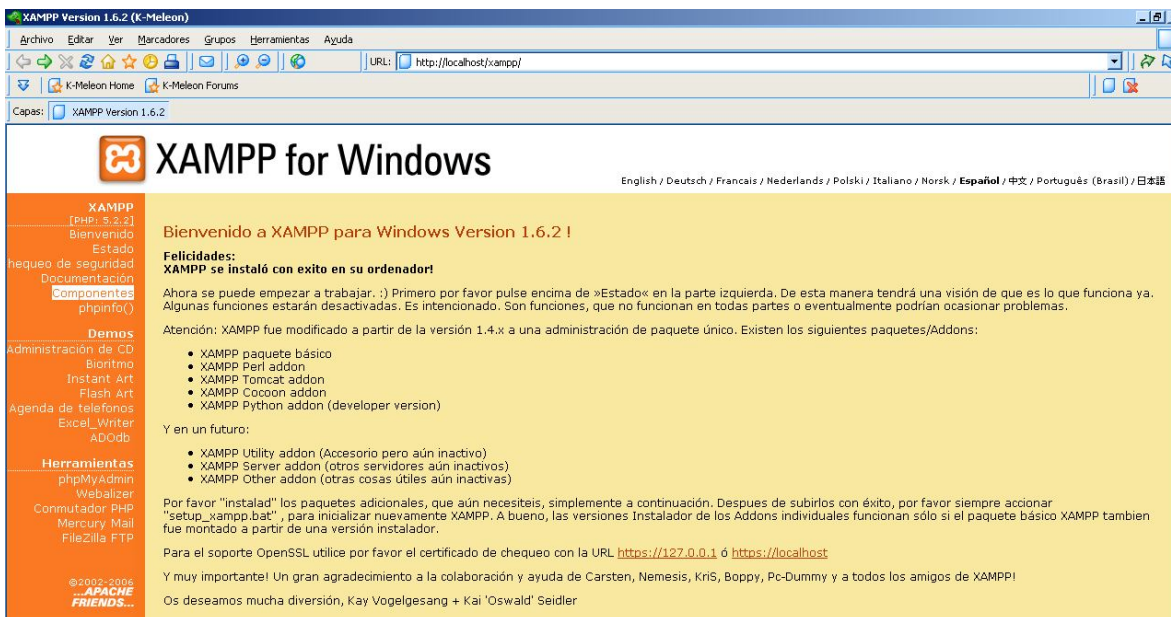 XAMPP Version 1.6.2 (K-Meleon)
Archivo Editar Ver Marcadores Grupos Herramientas Ayuda
URL: http://localhost/xampp/
K-Meleon Home K-Meleon Forums
Capas: XAMPP Version 1.6.2
XAMPP for Windows
English / Deutsch / Francais / Nederlands / Polski / Italiano / Norsk / Español / 中文 / Português (Brasil) / 日本語
XAMPP
[PHP: 5.2.2]
Bienvenido
Estado
hequeo de seguridad
Documentación
Componentes
phpinfo()
Demos
Administración de CD
Bioritmo
Instant Art
Flash Art
Agenda de telefonos
Excel_Writer
ADOdb
Herramientas
phpMyAdmin
Webalizer
Conmutador PHP
Mercury Mail
FileZilla FTP
©2002-2006
...APACHE
FRIENDS...
Bienvenido a XAMPP para Windows Version 1.6.2 !
Felicidades:
XAMPP se instaló con exito en su ordenador!
Ahora se puede empezar a trabajar. :) Primero por favor pulse encima de »Estado« en la parte izquierda. De esta manera tendrá una visión de que es lo que funciona ya.
Algunas funciones estarán desactivadas. Es intencionado. Son funciones, que no funcionan en todas partes o eventualmente podrían ocasionar problemas.
Atención: XAMPP fue modificado a partir de la versión 1.4.x a una administración de paquete único. Existen los siguientes paquetes/Addons:
• XAMPP paquete básico
• XAMPP Perl addon
• XAMPP Tomcat addon
• XAMPP Cocoon addon
• XAMPP Python addon (developer version)
Y en un futuro:
• XAMPP Utility addon (Accesorio pero aún inactivo)
• XAMPP Server addon (otros servidores aún inactivos)
• XAMPP Other addon (otras cosas útiles aún inactivas)
Por favor "instalad" los paquetes adicionales, que aún necesiteis, simplemente a continuación. Despues de subirlos con éxito, por favor siempre accionar
"setup_xampp.bat" , para inicializar nuevamente XAMPP. A bueno, las versiones Instalador de los Addons individuales funcionan sólo si el paquete básico XAMPP tambien
fue montado a partir de una versión instalador.
Para el soporte OpenSSL utilice por favor el certificado de chequeo con la URL https://127.0.0.1 ó https://localhost
Y muy importante! Un gran agradecimiento a la colaboración y ayuda de Carsten, Nemesis, KriS, Boppy, Pc-Dummy y a todos los amigos de XAMPP!
Os deseamos mucha diversión, Kay Vogelgesang + Kai 'Oswald' Seidler